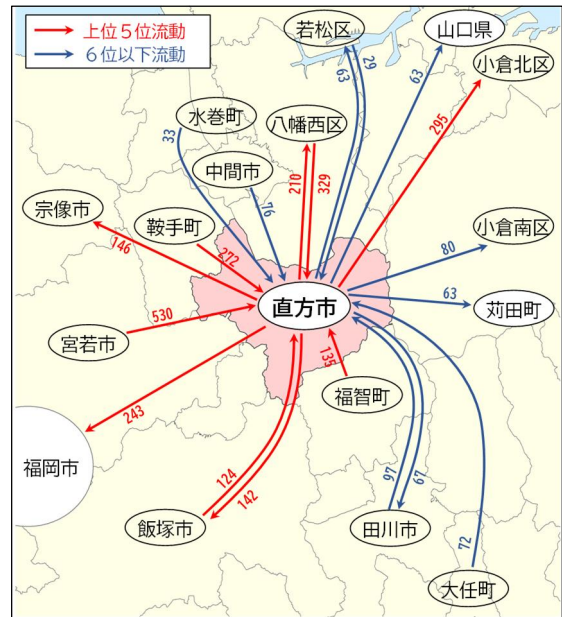 上位５位流動
６位以下流動
若松区
山口県
小倉北区
水巻町
八幡西区
中間市
宗像市
鞍手町
小倉南区
直方市
苅田町
宮若市
福智町
福岡市
飯塚市
田川市
大任町
63
29
63
295
33
76
210
329
146
272
80
63
530
135
243
124
142
97
67
72